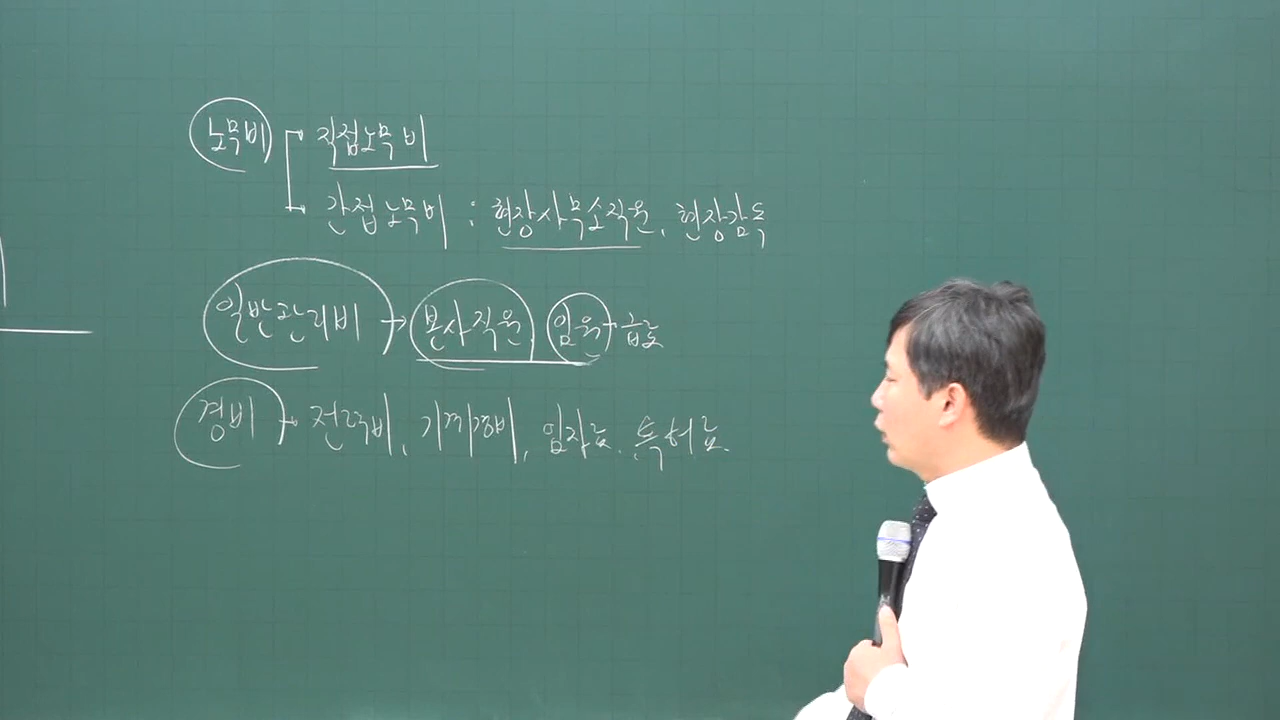 노무비 직접노무비
간접노무비 : 현장사무소직원, 현장감독
일반관리비 → 본사직원, 임원 급료
경비 → 전력비, 기계경비, 임차료, 특허료